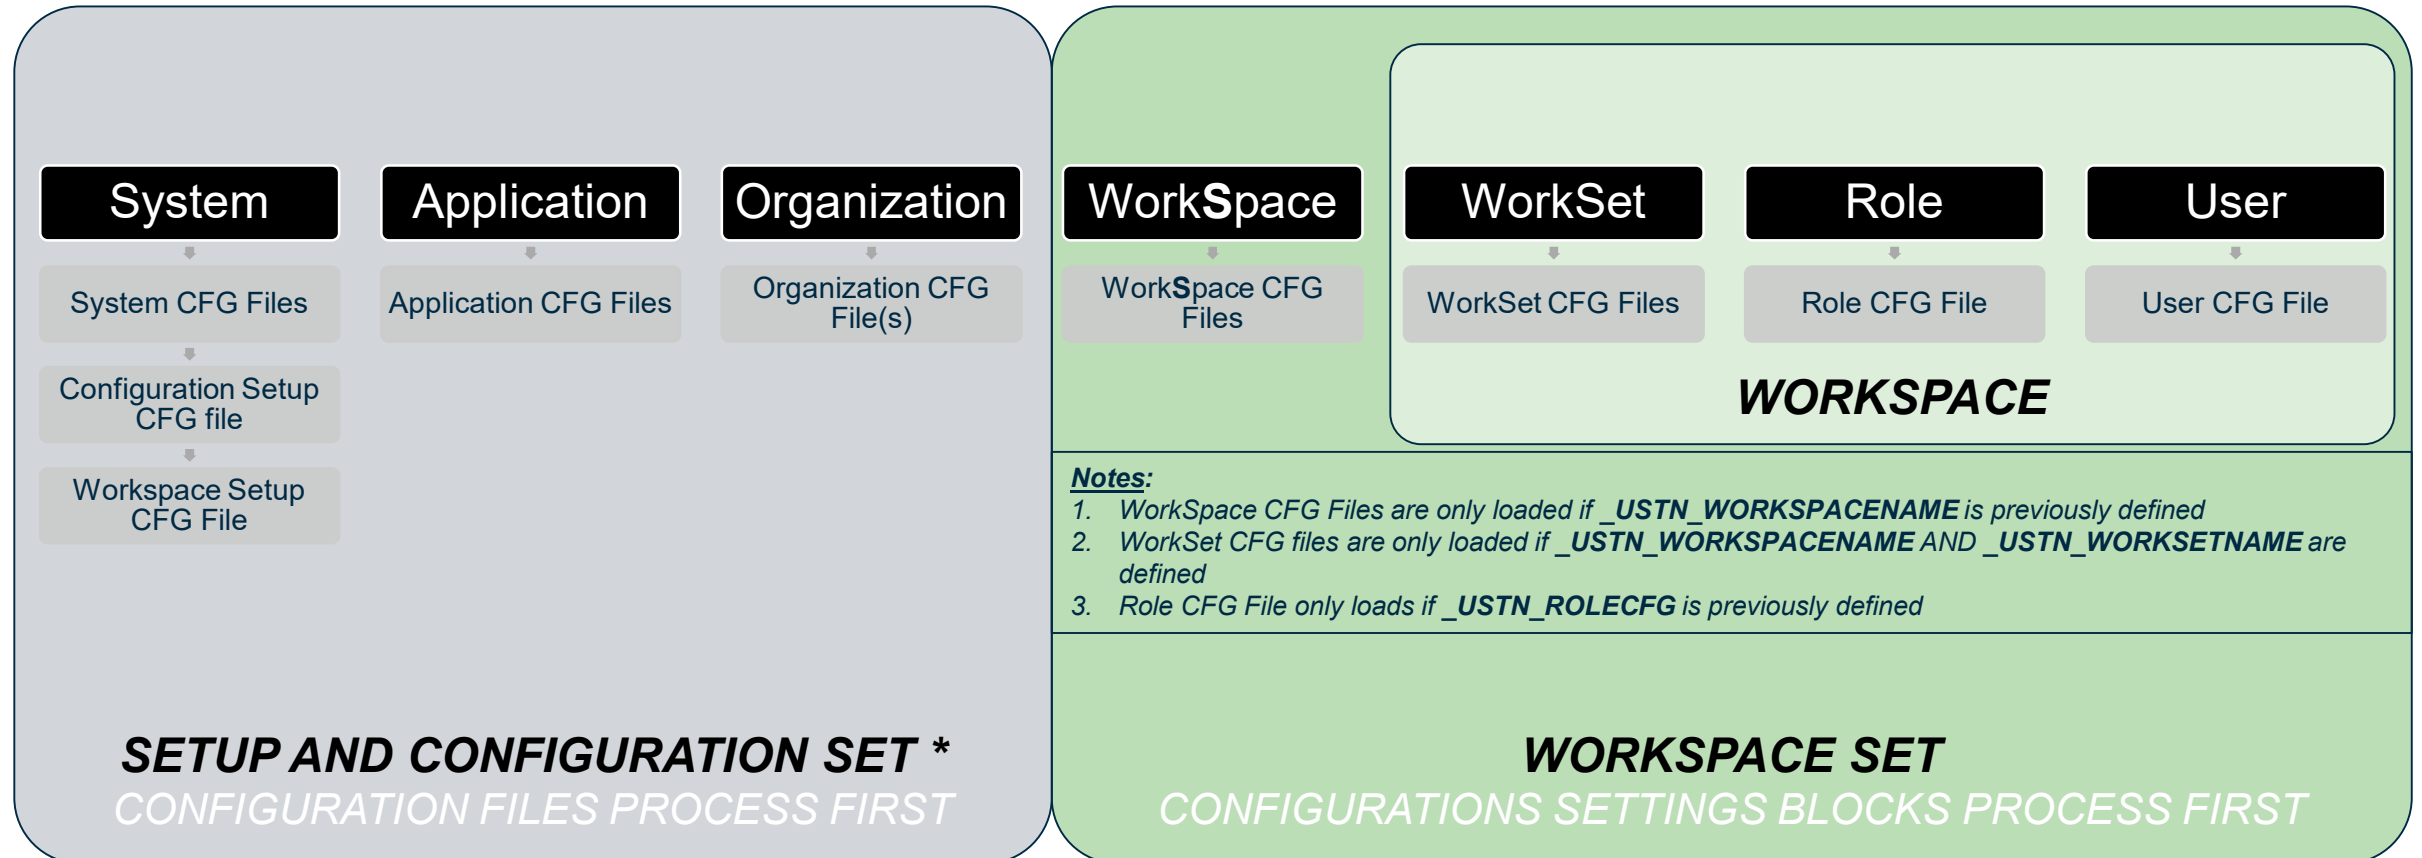 System
Application
Organization
WorkSpace
WorkSet
Role
User
System CFG Files
Application CFG Files
Organization CFG
File(s)
WorkSpace CFG
Files
WorkSet CFG Files
Role CFG File
User CFG File
Configuration Setup
CFG file
Workspace Setup
CFG File
WORKSPACE
Notes:
1. WorkSpace CFG Files are only loaded if _USTN_WORKSPACENAME is previously defined
2. WorkSet CFG files are only loaded if _USTN_WORKSPACENAME AND _USTN_WORKSETNAME are
defined
3. Role CFG File only loads if _USTN_ROLECFG is previously defined
SETUP AND CONFIGURATION SET *
CONFIGURATION FILES PROCESS FIRST
WORKSPACE SET
CONFIGURATIONS SETTINGS BLOCKS PROCESS FIRST